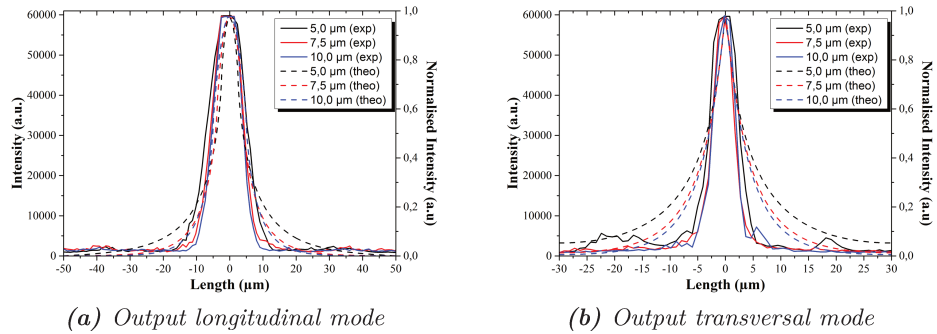 60000
50000
40000
30000
20000
10000
0
Intensity (a.u.)
1,0
0,8
0,6
0,4
0,2
0,0
Normalised Intensity (a.u)
5,0 µm (exp)
7,5 µm (exp)
10,0 µm (exp)
5,0 µm (theo)
7,5 µm (theo)
10,0 µm (theo)
-50 -40 -30 -20 -10 0 10 20 30 40 50
Length (µm)
(a) Output longitudinal mode
60000
50000
40000
30000
20000
10000
0
Intensity (a.u.)
1,0
0,8
0,6
0,4
0,2
0,0
Normalised Intensity (a.u)
5,0 µm (exp)
7,5 µm (exp)
10,0 µm (exp)
5,0 µm (theo)
7,5 µm (theo)
10,0 µm (theo)
-30 -25 -20 -15 -10 -5 0 5 10 15 20 25 30
Length (µm)
(b) Output transversal mode